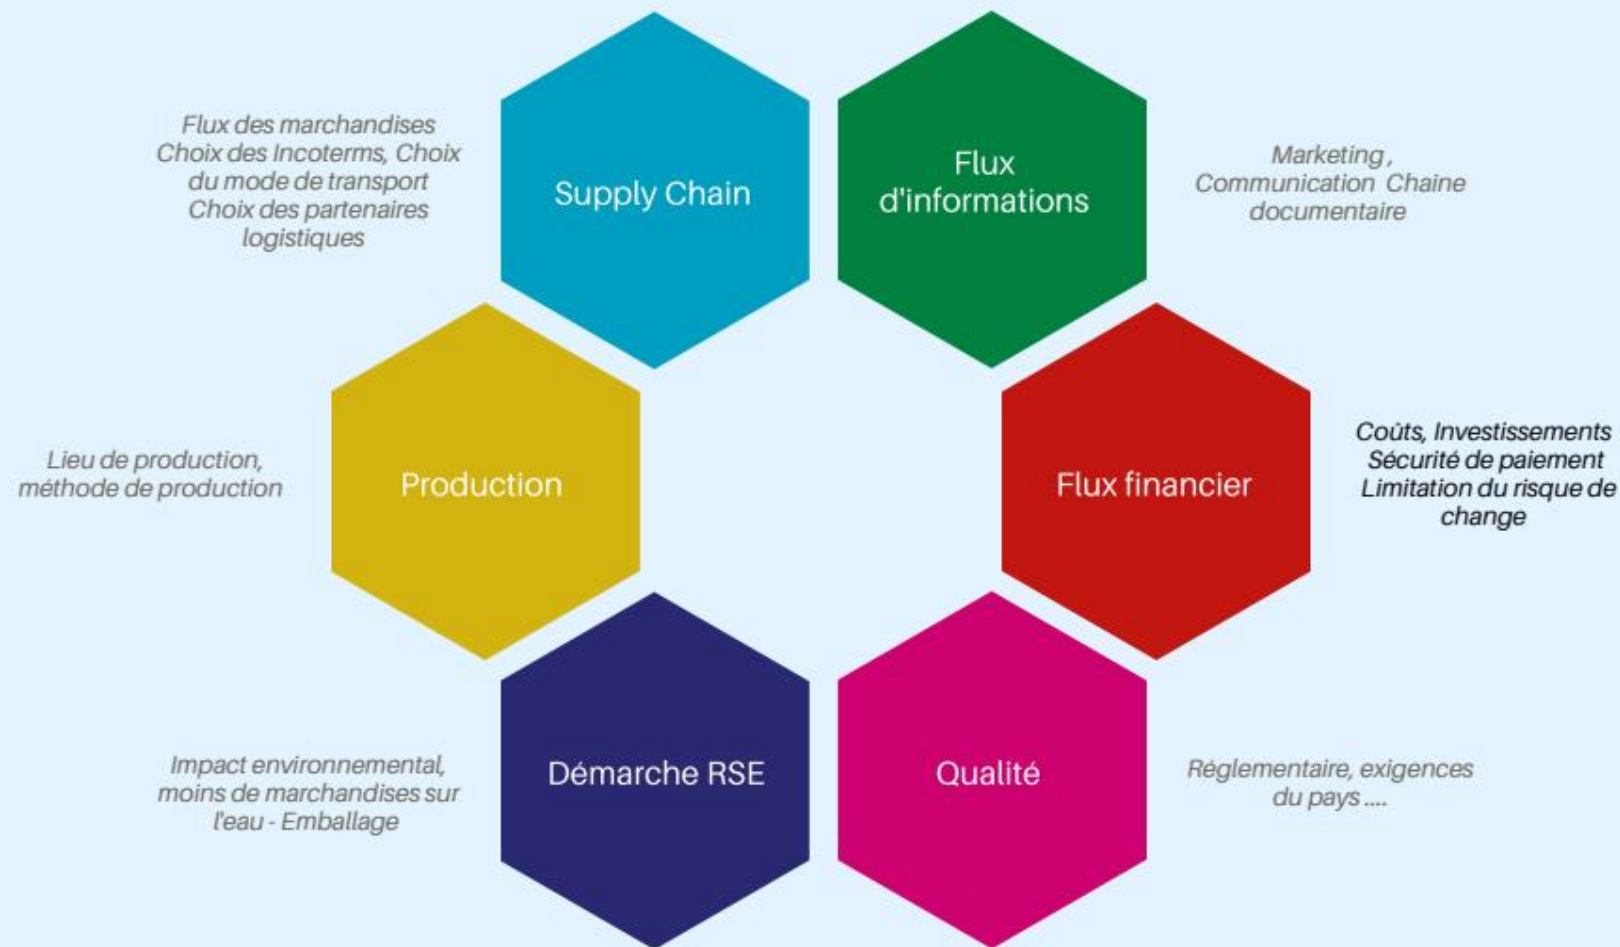 Flux des marchandises
Choix des Incoterms, Choix
du mode de transport
Choix des partenaires
logistiques
Supply Chain
Flux
d'informations
Marketing,
Communication Chaine
documentaire
Lieu de production,
méthode de production
Production
Flux financier
Coûts, Investissements
Sécurité de paiement
Limitation du risque de
change
Impact environnemental,
moins de marchandises sur
l'eau - Emballage
Démarche RSE
Qualité
Réglementaire, exigences
du pays ....